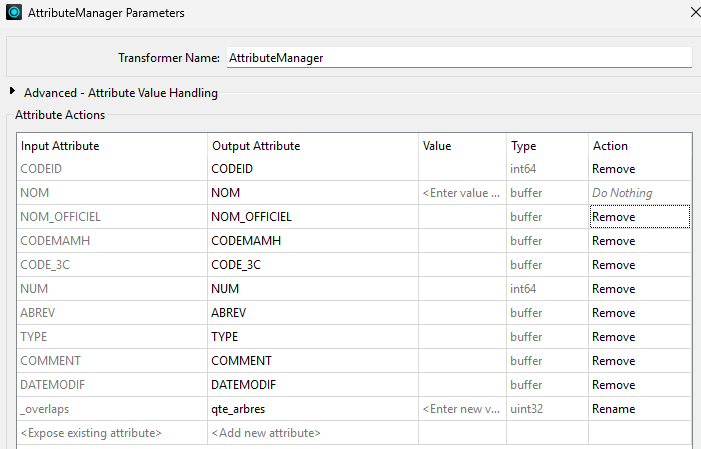 AttributeManager Parameters
Transformer Name: AttributeManager
Advanced - Attribute Value Handling
Attribute Actions
Input Attribute Output Attribute Value Type Action
CODEID CODEID int64 Remove
NOM NOM <Enter value ... buffer Do Nothing
NOM_OFFICIEL NOM_OFFICIEL buffer Remove
CODEMAMH CODEMAMH buffer Remove
CODE_3C CODE_3C buffer Remove
NUM NUM int64 Remove
ABREV ABREV buffer Remove
TYPE TYPE buffer Remove
COMMENT COMMENT buffer Remove
DATEMODIF DATEMODIF buffer Remove
_overlaps qte_arbres <Enter new v... uint32 Rename
<Expose existing attribute> <Add new attribute>